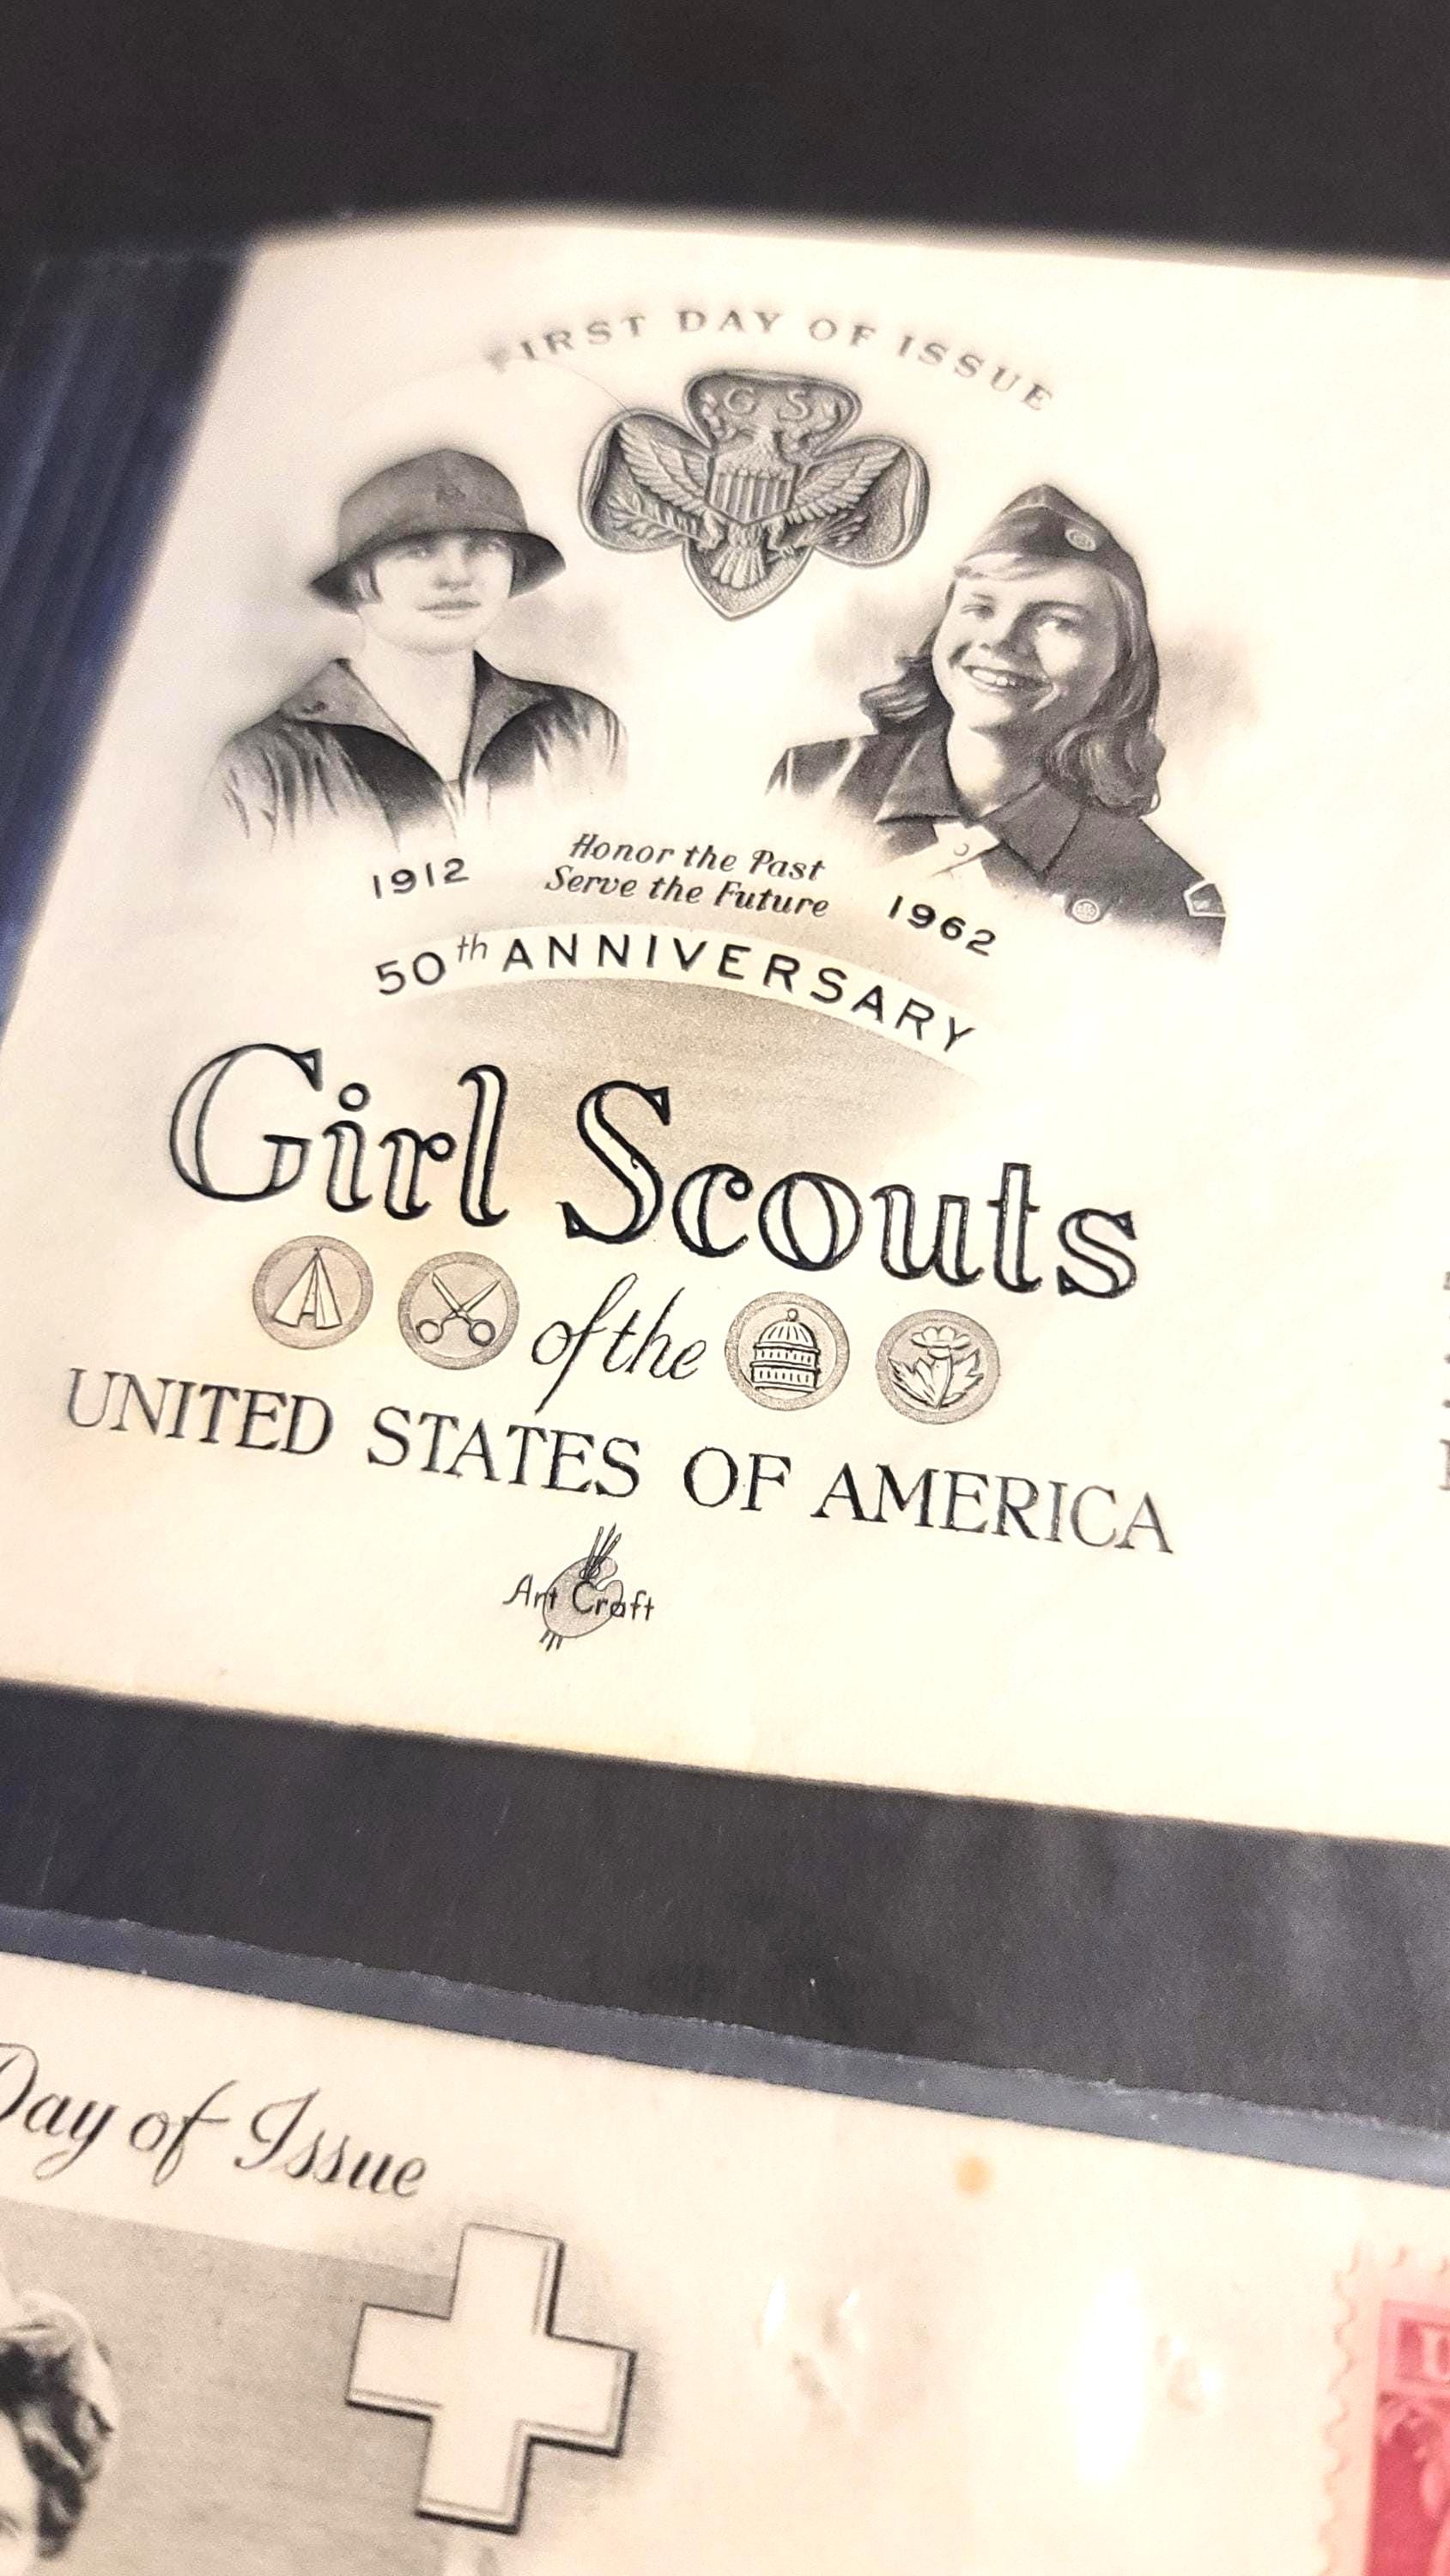 FIRST DAY OF ISSUE
GS
1912
Honor the Past
Serve the Future
1962
50th ANNIVERSARY
Girl Scouts
of the
UNITED STATES OF AMERICA
Art Craft
Day of Issue
U